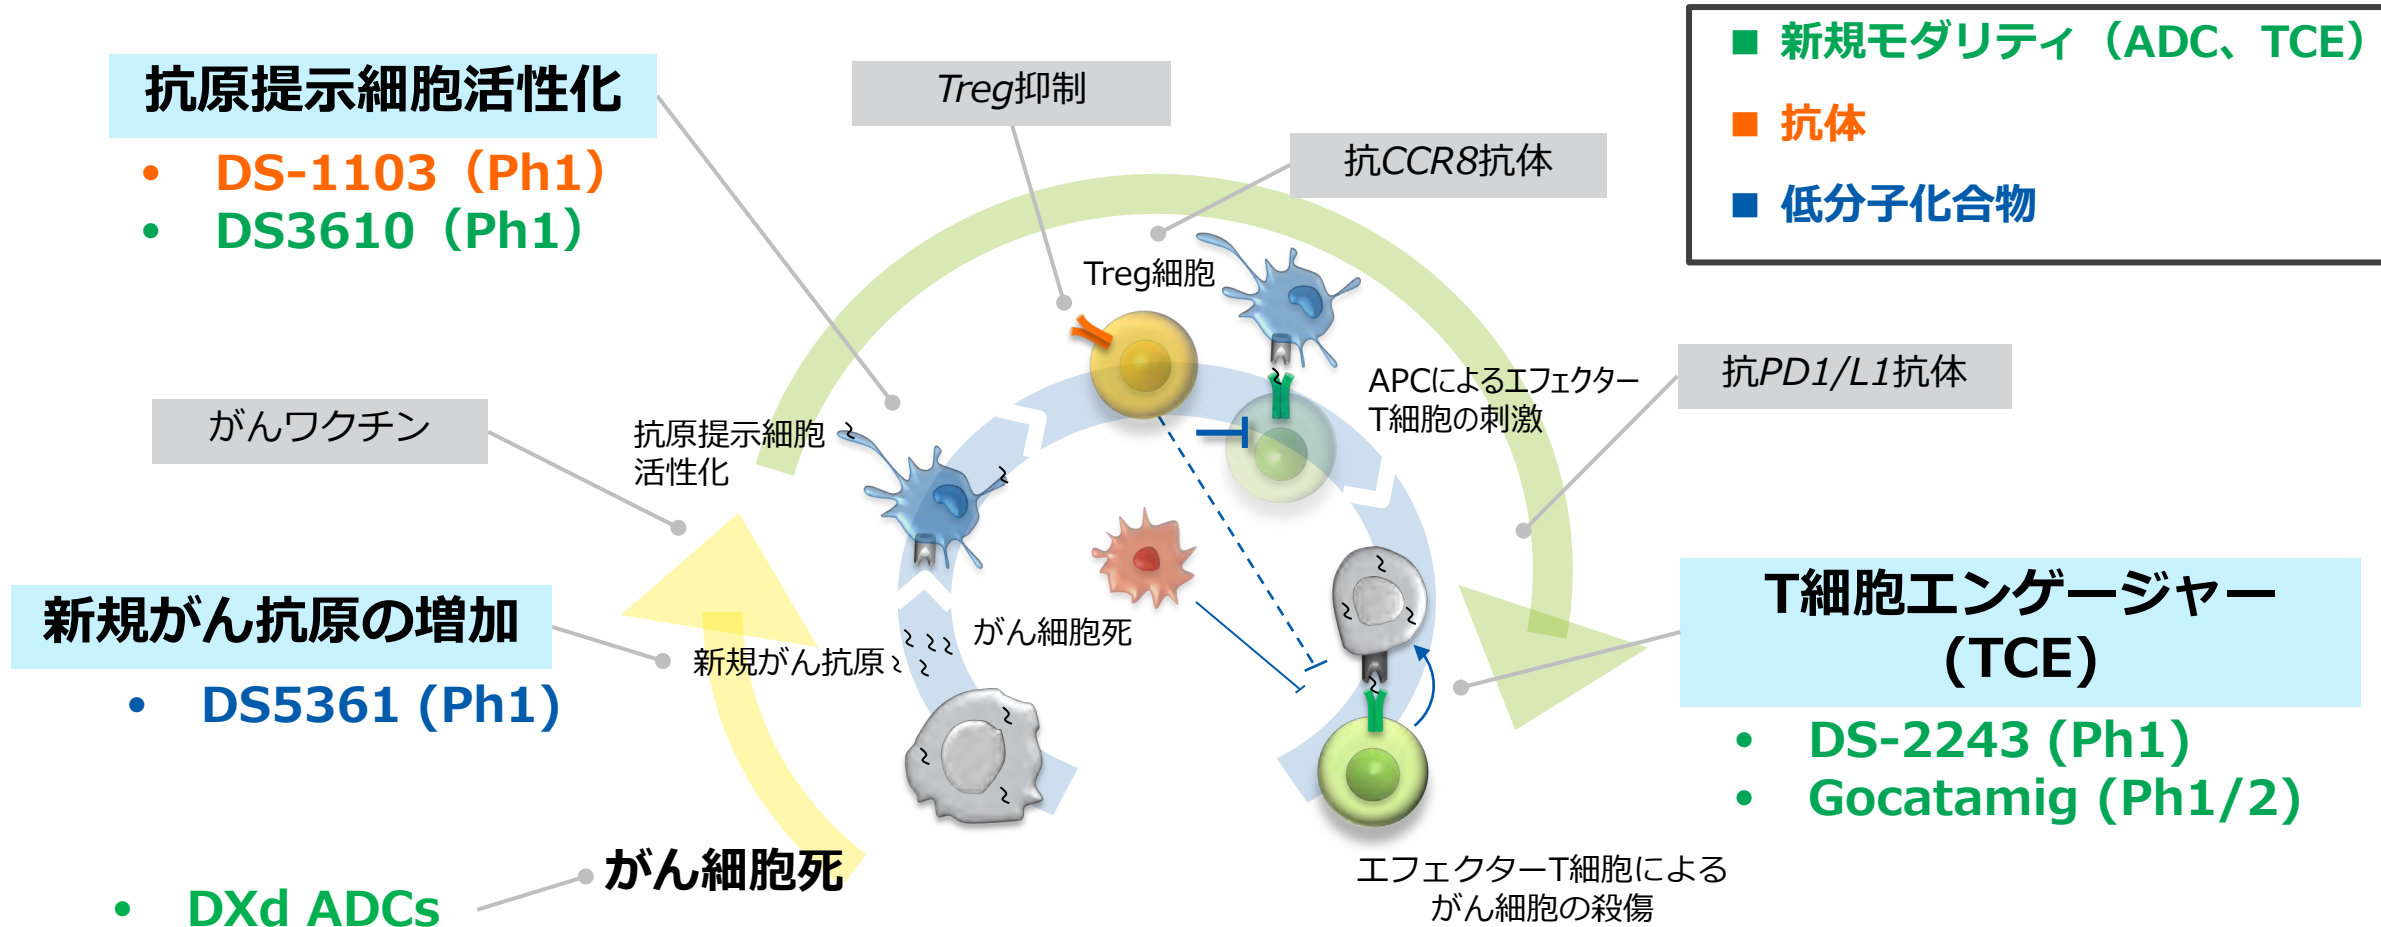 ■ 新規モダリティ（ADC、TCE）
■ 抗体
■ 低分子化合物
抗原提示細胞活性化
• DS-1103（Ph1）
• DS3610（Ph1）
Treg抑制
抗CCR8抗体
Treg細胞
抗PD1/L1抗体
APCによるエフェクター
T細胞の刺激
がんワクチン
抗原提示細胞
活性化
新規がん抗原の増加
• DS5361 (Ph1)
新規がん抗原
がん細胞死
T細胞エンゲージャー
(TCE)
• DS-2243 (Ph1)
• Gocatamig (Ph1/2)
がん細胞死
• DXd ADCs
エフェクターT細胞による
がん細胞の殺傷